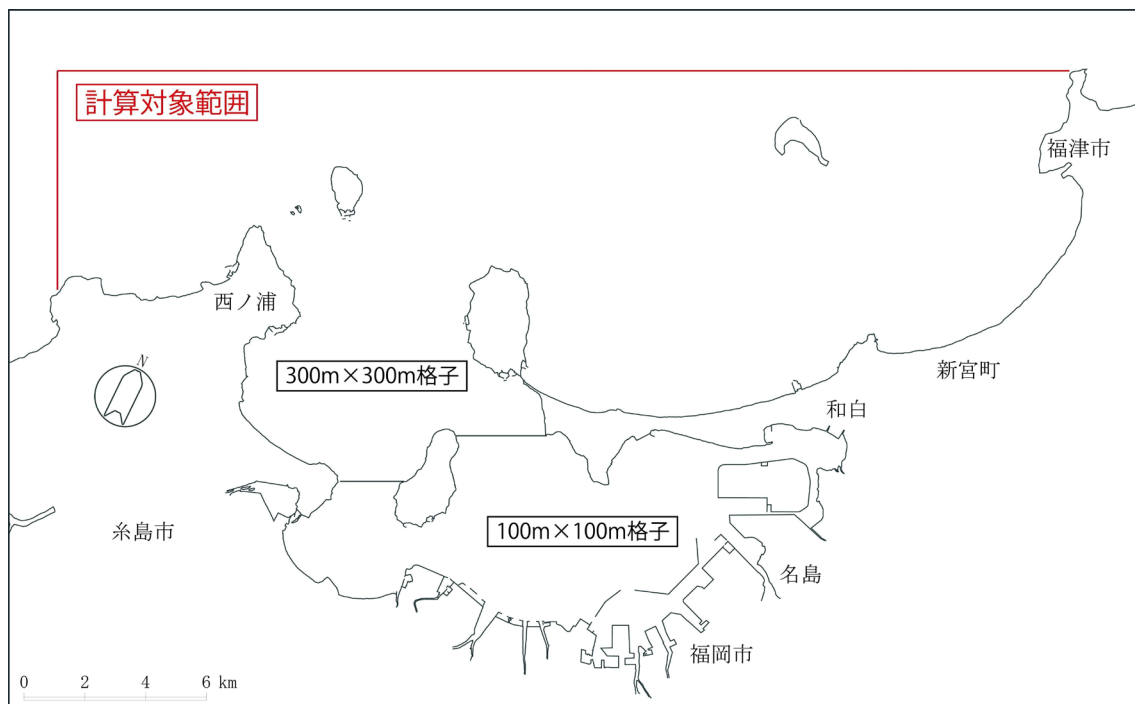 計算対象範囲
福津市
西ノ浦
N
300m×300m格子
新宮町
和白
100m×100m格子
糸島市
名島
福岡市
0 2 4 6 km